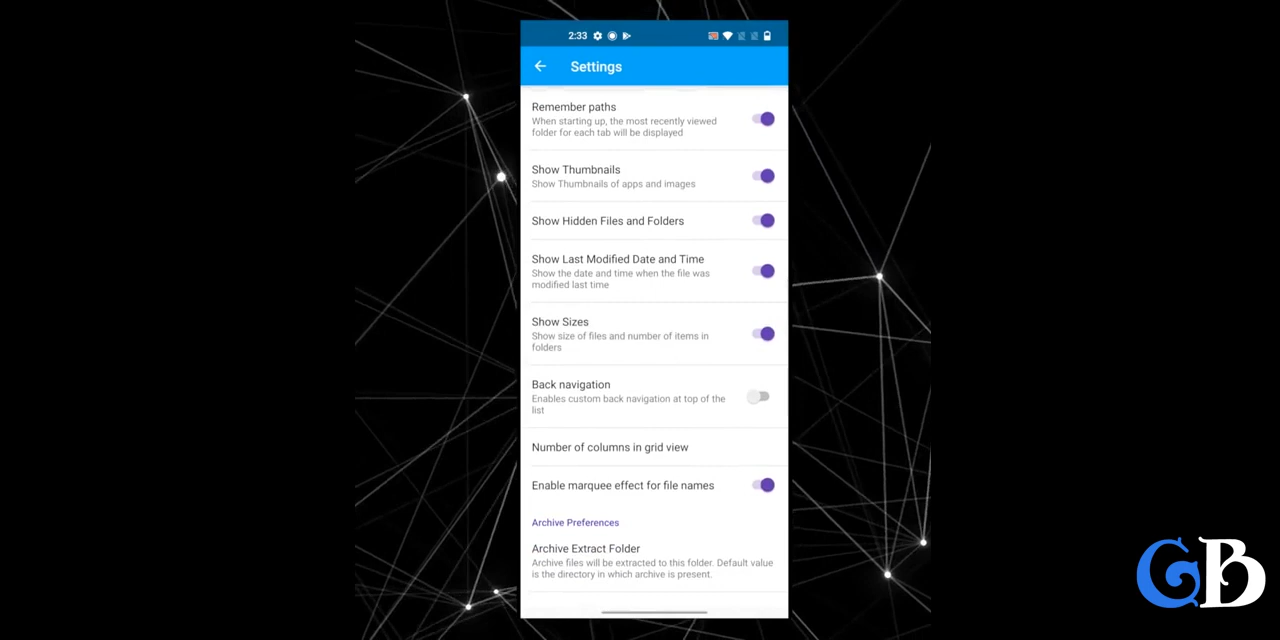 2:33
Settings
Remember paths
When starting up, the most recently viewed
folder for each tab will be displayed
Show Thumbnails
Show Thumbnails of apps and images
Show Hidden Files and Folders
Show Last Modified Date and Time
Show the date and time when the file was
modified last time
Show Sizes
Show size of files and number of items in
folders
Back navigation
Enables custom back navigation at top of the
list
Number of columns in grid view
Enable marquee effect for file names
Archive Preferences
Archive Extract Folder
Archive files will be extracted to this folder. Default value
is the directory in which archive is present.
GB